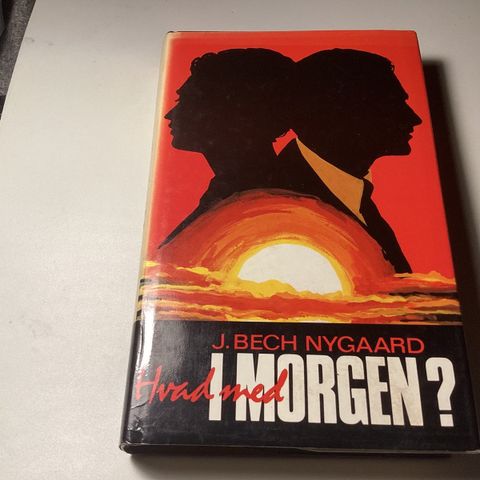 J. BECH NYGAARD
Hvad med
I MORGEN?